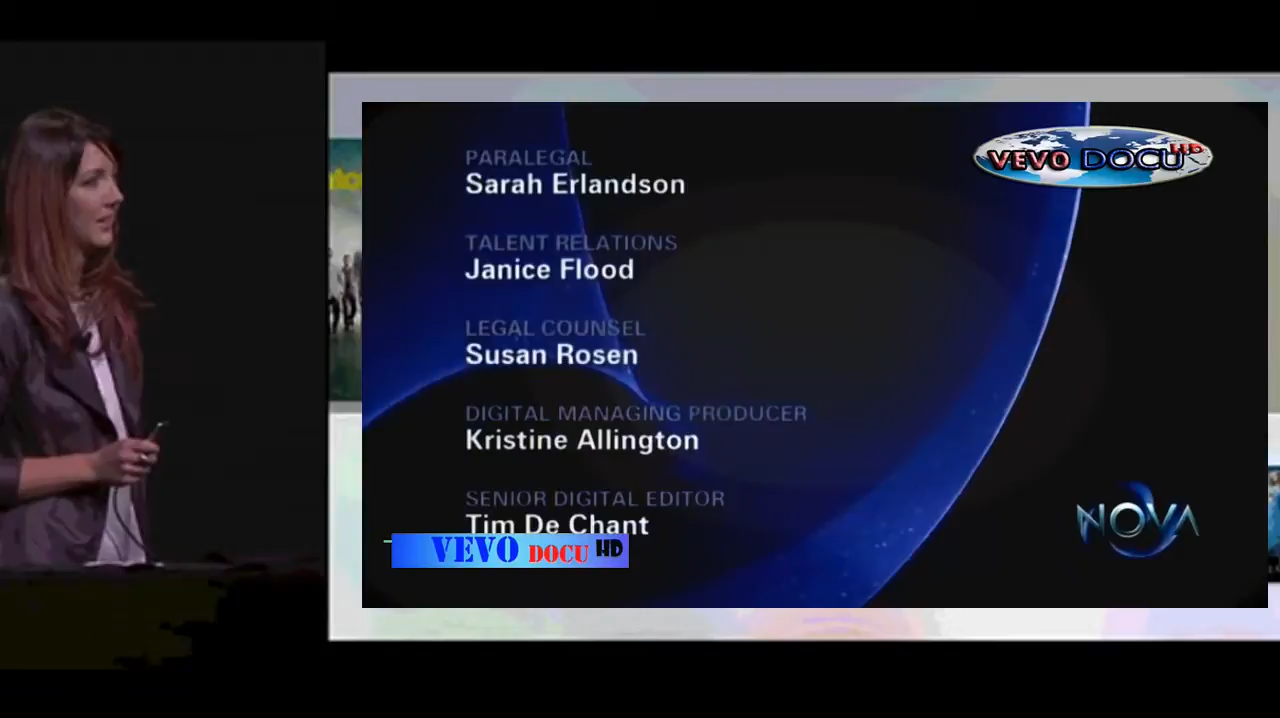 PARALEGAL
Sarah Erlandson
VEVO DOCU HD
TALENT RELATIONS
Janice Flood
LEGAL COUNSEL
Susan Rosen
DIGITAL MANAGING PRODUCER
Kristine Allington
SENIOR DIGITAL EDITOR
Tim De Chant
NOVA
VEVO DOCU HD